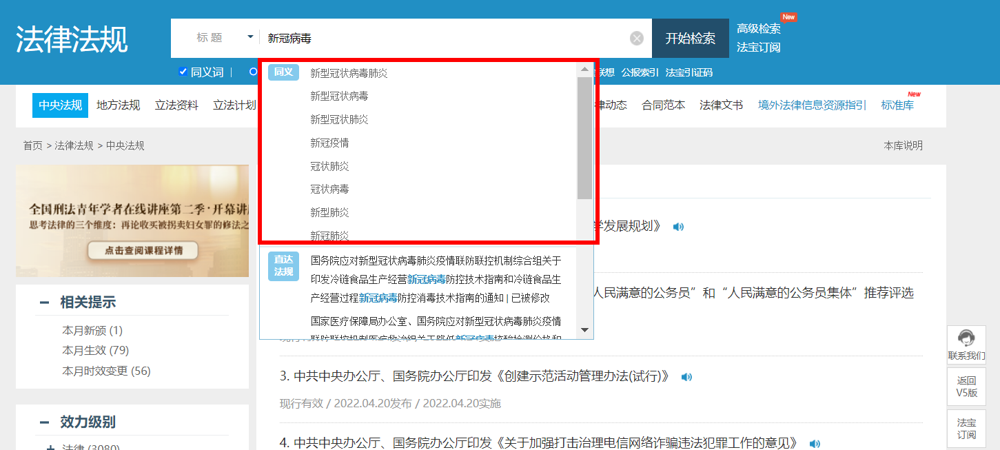 New
法律法规
标题
新冠病毒
开始检索
高级检索
法宝订阅
同义词
联想 公报索引 法宝引证码
同义
新型冠状病毒肺炎
新型冠状病毒
新型冠状肺炎
新冠疫情
冠状肺炎
冠状病毒
新型肺炎
新冠肺炎
中央法规 地方法规 立法资料 立法计划
律动态 合同范本 法律文书 境外法律信息资源指引 标准库
New
首页 > 法律法规 > 中央法规
本库说明
全国刑法青年学者在线讲座第二季·开幕讲
思考法律的三个维度：再论收买被拐卖妇女罪的修法之
点击查阅课程详情
学发展规划》
直达
法规
国务院应对新型冠状病毒肺炎疫情联防联控机制综合组关于
印发冷链食品生产经营新冠病毒防控技术指南和冷链食品生
产经营过程新冠病毒防控消毒技术指南的通知 | 已被修改
国家医疗保障局办公室、国务院应对新型冠状病毒肺炎疫情
联防联控机制医疗救治组关于降低新冠病毒核酸检测价格和
人民满意的公务员”和“人民满意的公务员集体”推荐评选
相关提示
本月新颁 (1)
本月生效 (79)
本月时效变更 (56)
3. 中共中央办公厅、国务院办公厅印发《创建示范活动管理办法(试行)》
现行有效 / 2022.04.20发布 / 2022.04.20实施
效力级别
法律 (3080)
4. 中共中央办公厅、国务院办公厅印发《关于加强打击治理电信网络诈骗违法犯罪工作的意见》
联系我们
返回
V5版
法宝
订阅